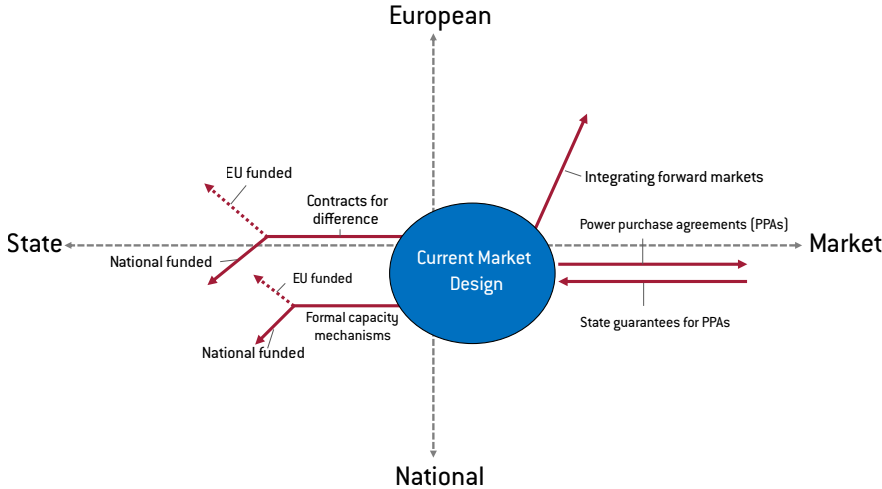 European
EU funded
Contracts for
difference
Integrating forward markets
Power purchase agreements (PPAs)
State
Market
National funded
Current Market
Design
EU funded
Formal capacity
mechanisms
State guarantees for PPAs
National funded
National